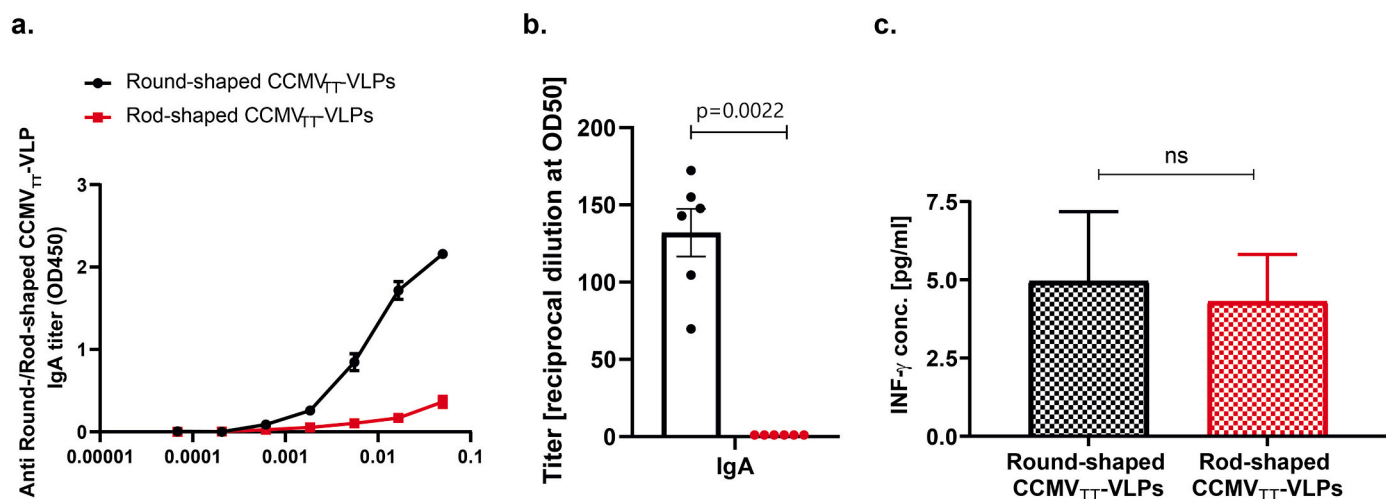 a.
Round-shaped CCMVTT-VLPs
Rod-shaped CCMVTT-VLPs
Anti Round-/Rod-shaped CCMVTT-VLP
IgA titer (OD450)
3
2
1
0
0.00001
0.0001
0.001
0.01
0.1
b.
Titer [reciprocal dilution at OD50]
p=0.0022
200
150
100
50
0
IgA
c.
INF-γ conc. [pg/ml]
ns
7.5
5.0
2.5
0.0
Round-shaped
CCMVTT-VLPs
Rod-shaped
CCMVTT-VLPs